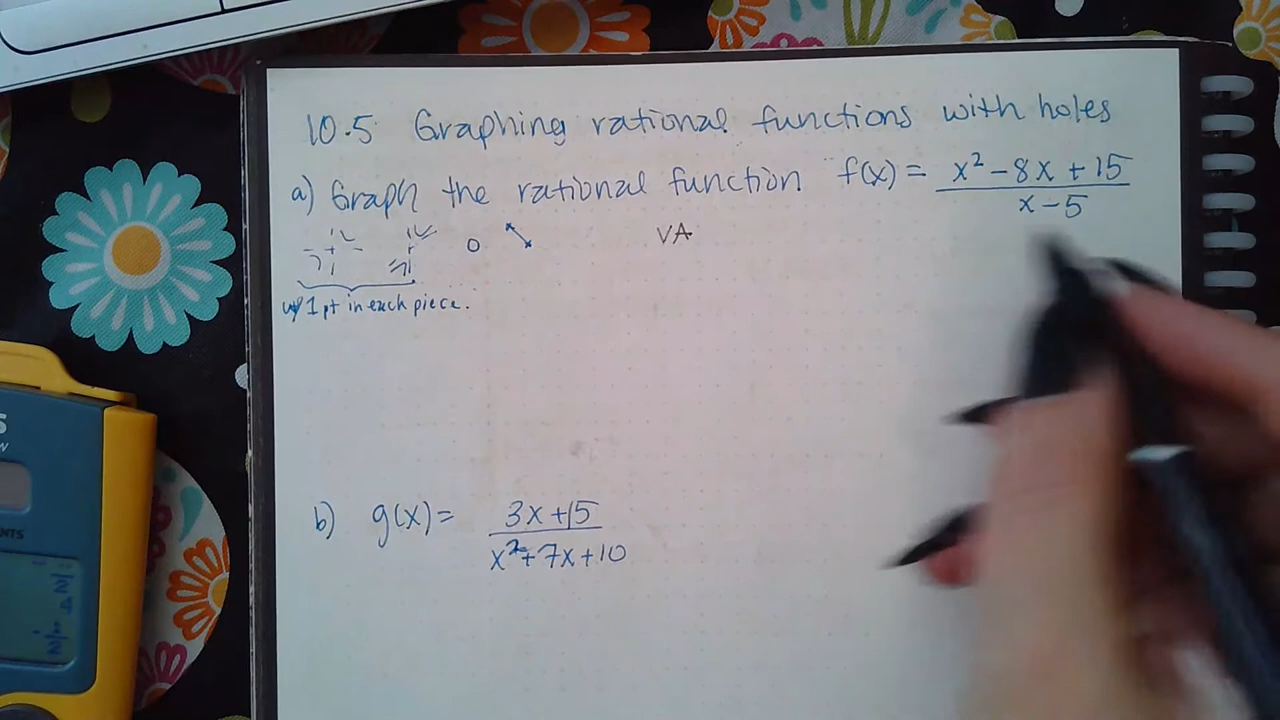 10.5 Graphing rational functions with holes
a) Graph the rational function f(x) = x² - 8x + 15 / x - 5
VA
w/ 1 pt in each piece.
b) g(x) = 3x + 15 / x² + 7x + 10